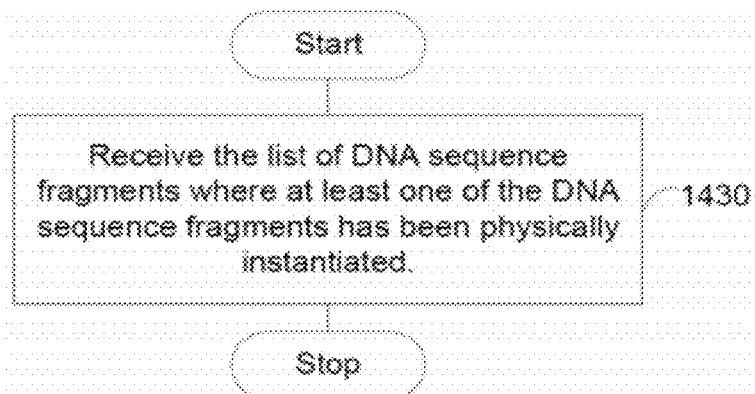 Start
Receive the list of DNA sequence
fragments where at least one of the DNA
sequence fragments has been physically
instantiated.
1430
Stop